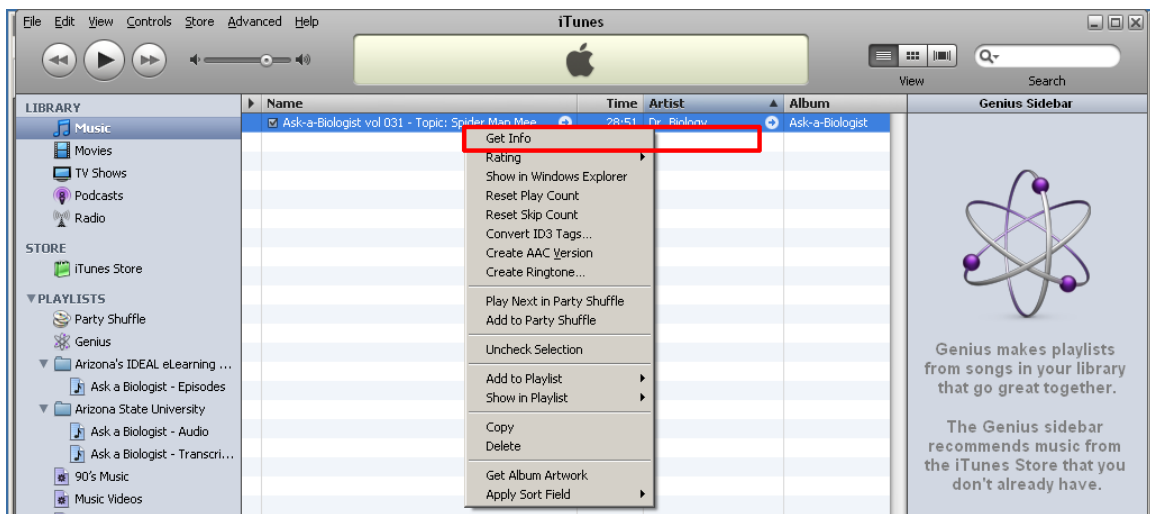 File Edit View Controls Store Advanced Help
iTunes
View
Search
LIBRARY
Music
Movies
TV Shows
Podcasts
Radio
STORE
iTunes Store
PLAYLISTS
Party Shuffle
Genius
Arizona's IDEAL eLearning ...
Ask a Biologist - Episodes
Arizona State University
Ask a Biologist - Audio
Ask a Biologist - Transcri...
90's Music
Music Videos
Name Time Artist Album
Ask-a-Biologist vol 031 - Topic: Spider Man Mee... 28:51 Dr. Biology Ask-a-Biologist
Get Info
Rating
Show in Windows Explorer
Reset Play Count
Reset Skip Count
Convert ID3 Tags...
Create AAC Version
Create Ringtone...
Play Next in Party Shuffle
Add to Party Shuffle
Uncheck Selection
Add to Playlist
Show in Playlist
Copy
Delete
Get Album Artwork
Apply Sort Field
Genius Sidebar
Genius makes playlists
from songs in your library
that go great together.
The Genius sidebar
recommends music from
the iTunes Store that you
don't already have.